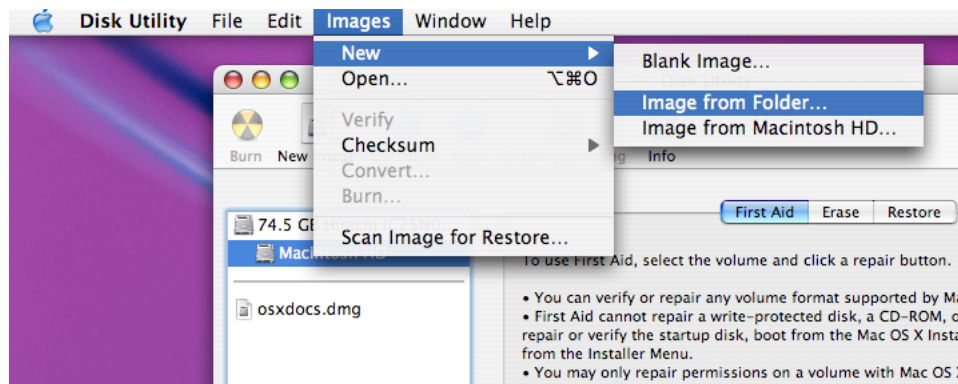 Disk Utility File Edit Images Window Help
New
Open... ⌥⌘O
Verify
Checksum
Convert...
Burn...
Scan Image for Restore...
Blank Image...
Image from Folder...
Image from Macintosh HD...
Burn New Info
74.5 GB
Macintosh HD
osxdocs.dmg
First Aid Erase Restore
To use First Aid, select the volume and click a repair button.
• You can verify or repair any volume format supported by
• First Aid cannot repair a write-protected disk, a CD-ROM,
repair or verify the startup disk, boot from the Mac OS X
from the Installer Menu.
• You may only repair permissions on a volume with Mac OS